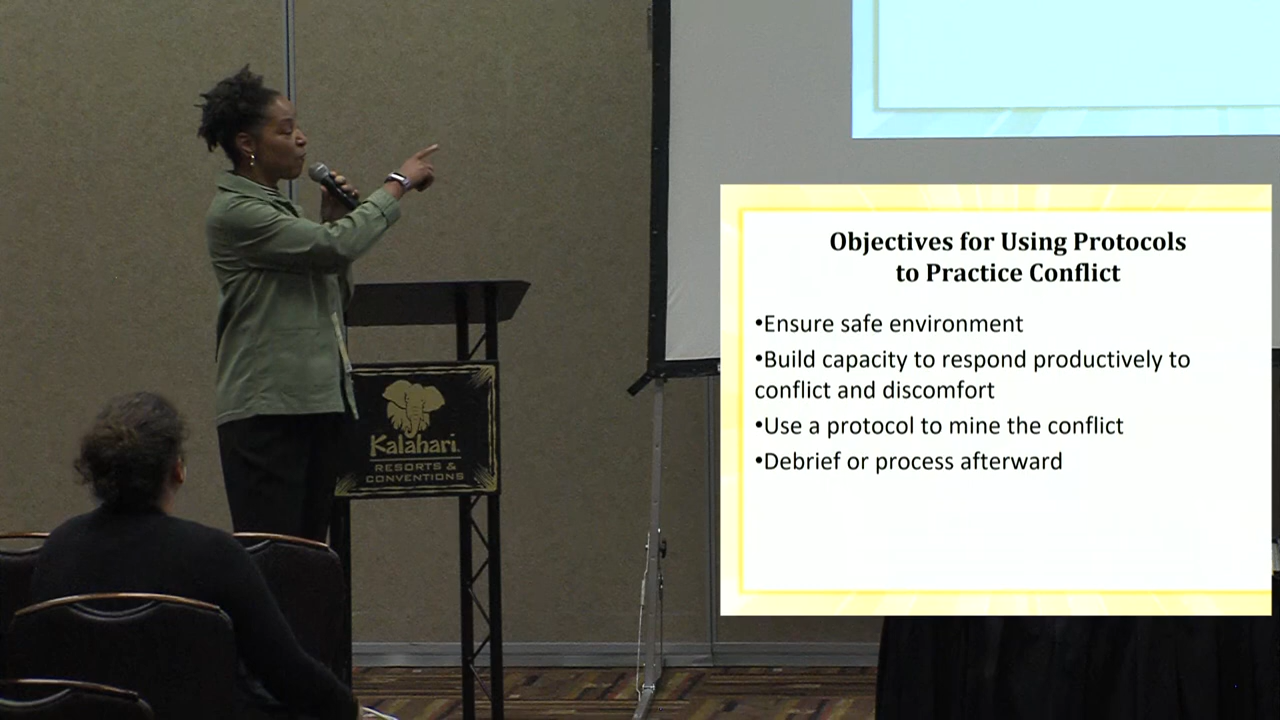 Objectives for Using Protocols
to Practice Conflict
•Ensure safe environment
•Build capacity to respond productively to
conflict and discomfort
•Use a protocol to mine the conflict
•Debrief or process afterward
Kalahari.
RESORTS &
CONVENTIONS